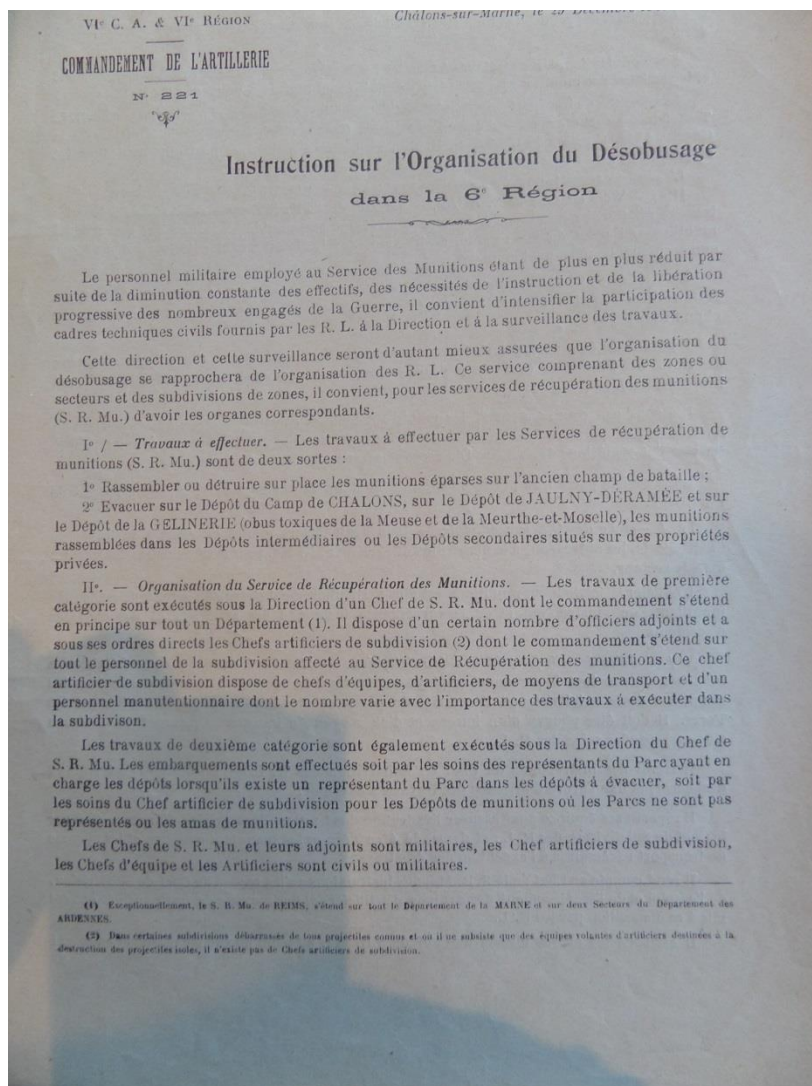 VIe C. A. & VIe RÉGION
Châlons-sur-Marne, le 29 Décembre
COMMANDEMENT DE L'ARTILLERIE
N° 221
Instruction sur l'Organisation du Désobusage
dans la 6e Région
Le personnel militaire employé au Service des Munitions étant de plus en plus réduit par
suite de la diminution constante des effectifs, des nécessités de l'instruction et de la libération
progressive des nombreux engagés de la Guerre, il convient d'intensifier la participation des
cadres techniques civils fournis par les R. L. à la Direction et à la surveillance des travaux.
Cette direction et cette surveillance seront d'autant mieux assurées que l'organisation du
désobusage se rapprochera de l'organisation des R. L. Ce service comprenant des zones ou
secteurs et des subdivisions de zones, il convient, pour les services de récupération des munitions
(S. R. Mu.) d'avoir les organes correspondants.
Ie / — Travaux à effectuer. — Les travaux à effectuer par les Services de récupération de
munitions (S. R. Mu.) sont de deux sortes :
1e Rassembler ou détruire sur place les munitions éparses sur l'ancien champ de bataille ;
2e Evacuer sur le Dépôt du Camp de CHALONS, sur le Dépôt de JAULNY-DÉRAMÉE et sur
le Dépôt de la GELINERIE (obus toxiques de la Meuse et de la Meurthe-et-Moselle), les munitions
rassemblées dans les Dépôts intermédiaires ou les Dépôts secondaires situés sur des propriétés
privées.
IIe. — Organisation du Service de Récupération des Munitions. — Les travaux de première
catégorie sont exécutés sous la Direction d'un Chef de S. R. Mu. dont le commandement s'étend
en principe sur tout un Département (1). Il dispose d'un certain nombre d'officiers adjoints et a
sous ses ordres directs les Chefs artificiers de subdivision (2) dont le commandement s'étend sur
tout le personnel de la subdivision affecté au Service de Récupération des munitions. Ce chef
artificier de subdivision dispose de chefs d'équipes, d'artificiers, de moyens de transport et d'un
personnel manutentionnaire dont le nombre varie avec l'importance des travaux à exécuter dans
la subdivison.
Les travaux de deuxième catégorie sont également exécutés sous la Direction du Chef de
S. R. Mu. Les embarquements sont effectués soit par les soins des représentants du Parc ayant en
charge les dépôts lorsqu'ils existe un représentant du Parc dans les dépôts à évacuer, soit par
les soins du Chef artificier de subdivision pour les Dépôts de munitions où les Parcs ne sont pas
représentés ou les amas de munitions.
Les Chefs de S. R. Mu. et leurs adjoints sont militaires, les Chef artificiers de subdivision,
les Chefs d'équipe et les Artificiers sont civils ou militaires.
(1) Exceptionnellement, le S. R. Mu. de REIMS, s'étend sur tout le Département de la MARNE et sur deux Secteurs du Département des
ARDENNES.
(2) Dans certaines subdivisions débarrassés de tous projectiles connus et ou il ne subsiste que des équipes volantes d'artificiers destinées à la
destruction des projectiles isolés, il n'existe pas de Chefs artificiers de subdivision.